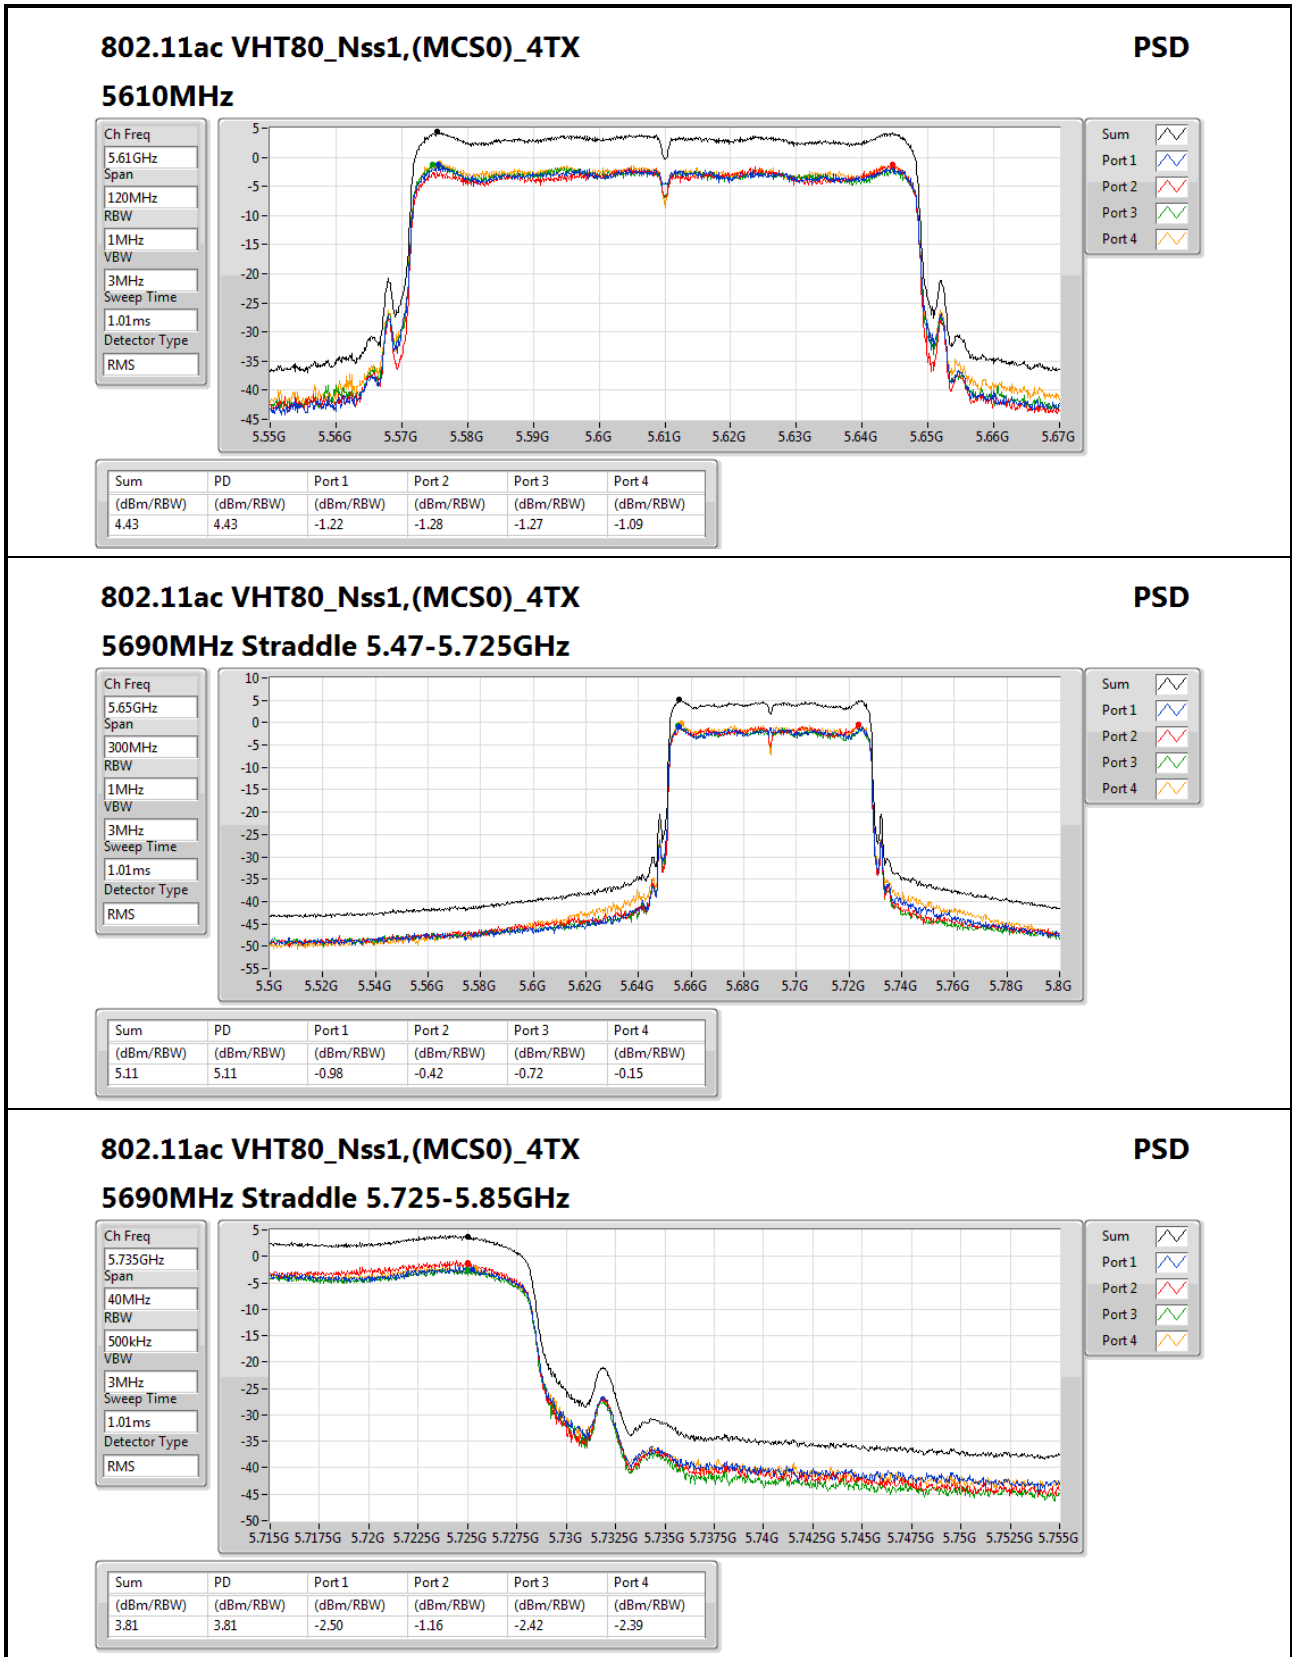 802.11ac VHT80_Nss1,(MCS0)_4TX PSD
5610MHz
Ch Freq
5.61GHz
Span
120MHz
RBW
1MHz
VBW
3MHz
Sweep Time
1.01ms
Detector Type
RMS
5
0
-5
-10
-15
-20
-25
-30
-35
-40
-45
5.55G 5.56G 5.57G 5.58G 5.59G 5.6G 5.61G 5.62G 5.63G 5.64G 5.65G 5.66G 5.67G
Sum
Port 1
Port 2
Port 3
Port 4
Sum PD Port 1 Port 2 Port 3 Port 4
(dBm/RBW) (dBm/RBW) (dBm/RBW) (dBm/RBW) (dBm/RBW) (dBm/RBW)
4.43 4.43 -1.22 -1.28 -1.27 -1.09
802.11ac VHT80_Nss1,(MCS0)_4TX PSD
5690MHz Straddle 5.47-5.725GHz
Ch Freq
5.65GHz
Span
300MHz
RBW
1MHz
VBW
3MHz
Sweep Time
1.01ms
Detector Type
RMS
10
5
0
-5
-10
-15
-20
-25
-30
-35
-40
-45
-50
-55
5.5G 5.52G 5.54G 5.56G 5.58G 5.6G 5.62G 5.64G 5.66G 5.68G 5.7G 5.72G 5.74G 5.76G 5.78G 5.8G
Sum
Port 1
Port 2
Port 3
Port 4
Sum PD Port 1 Port 2 Port 3 Port 4
(dBm/RBW) (dBm/RBW) (dBm/RBW) (dBm/RBW) (dBm/RBW) (dBm/RBW)
5.11 5.11 -0.98 -0.42 -0.72 -0.15
802.11ac VHT80_Nss1,(MCS0)_4TX PSD
5690MHz Straddle 5.725-5.85GHz
Ch Freq
5.735GHz
Span
40MHz
RBW
500kHz
VBW
3MHz
Sweep Time
1.01ms
Detector Type
RMS
5
0
-5
-10
-15
-20
-25
-30
-35
-40
-45
-50
5.715G 5.7175G 5.72G 5.7225G 5.725G 5.7275G 5.73G 5.7325G 5.735G 5.7375G 5.74G 5.7425G 5.745G 5.7475G 5.75G 5.7525G 5.755G
Sum
Port 1
Port 2
Port 3
Port 4
Sum PD Port 1 Port 2 Port 3 Port 4
(dBm/RBW) (dBm/RBW) (dBm/RBW) (dBm/RBW) (dBm/RBW) (dBm/RBW)
3.81 3.81 -2.50 -1.16 -2.42 -2.39